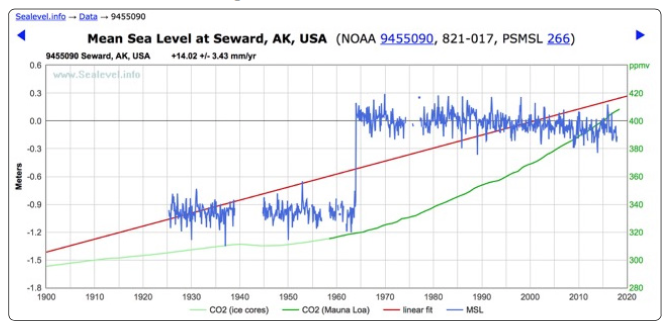 Sealevel.info → Data → 9455090
Mean Sea Level at Seward, AK, USA (NOAA 9455090, 821-017, PSMSL 266)
9455090 Seward, AK, USA +14.02 +/- 3.43 mm/yr
ppmv
www.Sealevel.info
0.6
0.3
0.0
-0.3
-0.6
-0.9
-1.2
-1.5
-1.8
Meters
420
400
380
360
340
320
300
280
1900 1910 1920 1930 1940 1950 1960 1970 1980 1990 2000 2010 2020
CO2 (ice cores) CO2 (Mauna Loa) linear fit MSL